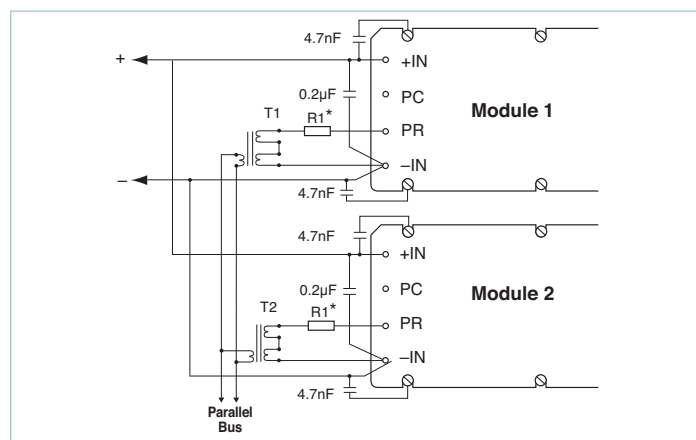 4.7nF
+
+IN
0.2µF
PC
Module 1
T1
R1*
PR
–IN
–
4.7nF
4.7nF
+IN
0.2µF
PC
Module 2
T2
R1*
PR
–IN
4.7nF
Parallel
Bus